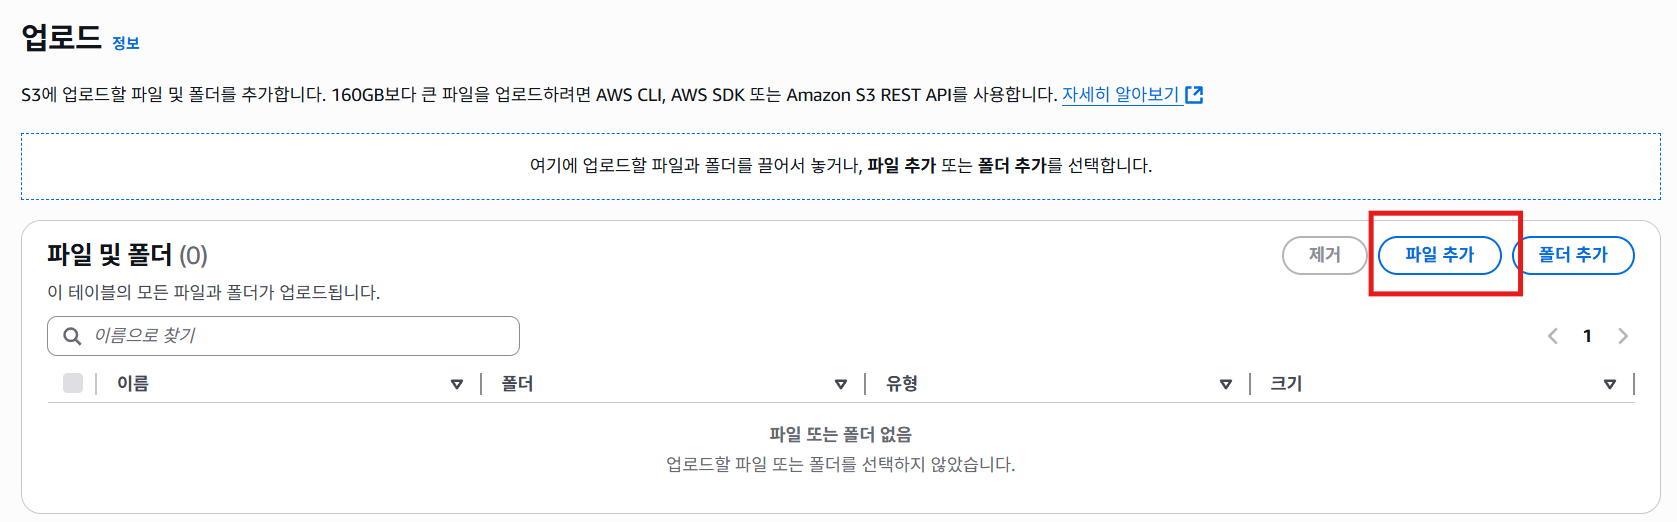 업로드 정보
S3에 업로드할 파일 및 폴더를 추가합니다. 160GB보다 큰 파일을 업로드하려면 AWS CLI, AWS SDK 또는 Amazon S3 REST API를 사용합니다. 자세히 알아보기
여기에 업로드할 파일과 폴더를 끌어서 놓거나, 파일 추가 또는 폴더 추가를 선택합니다.
파일 및 폴더 (0) 제거 파일 추가 폴더 추가
이 테이블의 모든 파일과 폴더가 업로드됩니다.
이름으로 찾기 1
이름 폴더 유형 크기
파일 또는 폴더 없음
업로드할 파일 또는 폴더를 선택하지 않았습니다.